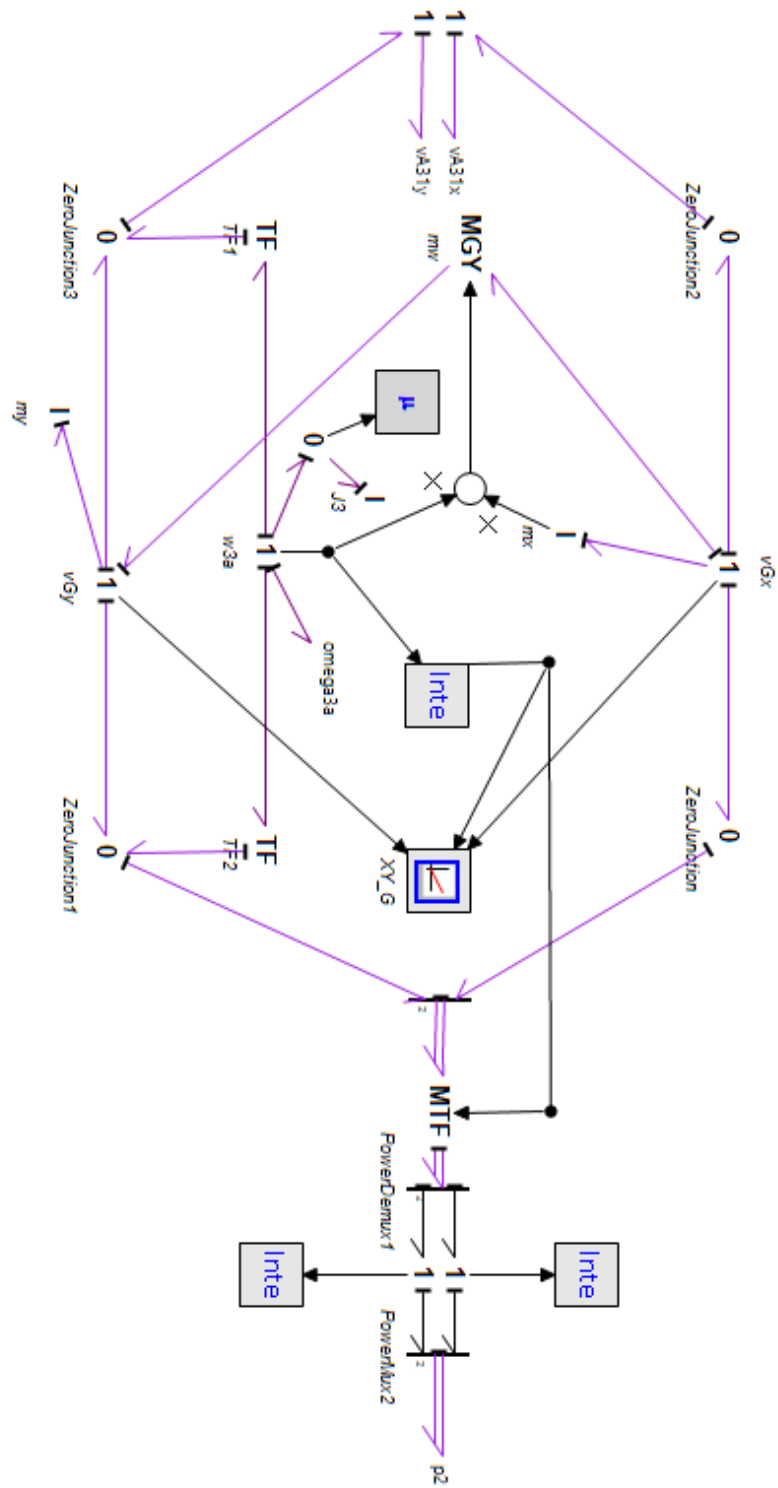 vGx
0
1
0
ZeroJunction2
ZeroJunction
Inte
I
mx
×
1
1
vA31x
vA31y
MGY
mw
×
μ
Inte
XY_G
2
MTF
PowerDemux1
2
1
1
PowerMux2
2
p2
I
J3
0
omega3a
Inte
TF
TF1
1
w3a
TF
TF2
0
ZeroJunction3
1
vGy
0
ZeroJunction1
I
my